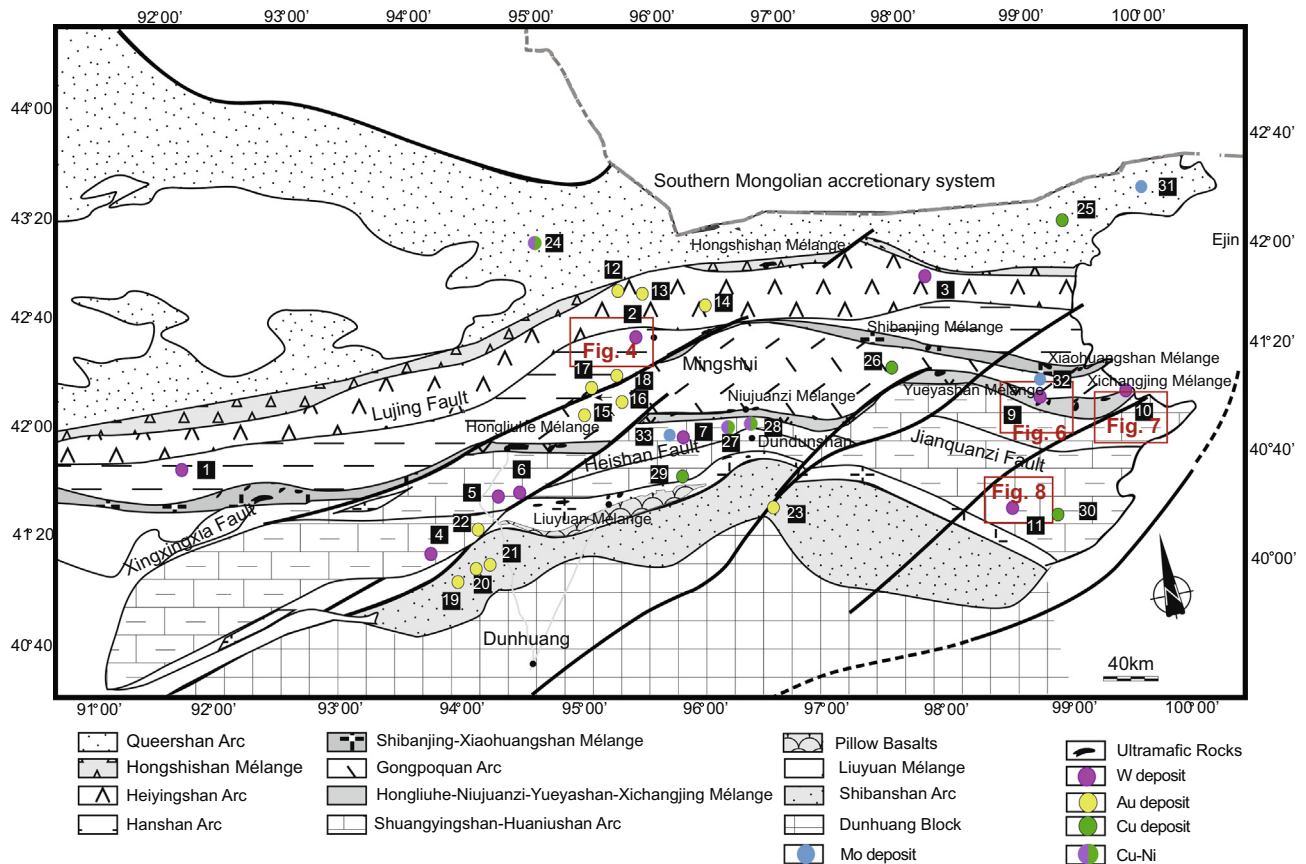 92°00' 93°00' 94°00' 95°00' 96°00' 97°00' 98°00' 99°00' 100°00'
44°00'
42°40'
Southern Mongolian accretionary system
31
25
43°20'
Ejin
42°00'
24
Hongshishan Mélange
12
13
3
14
2
42°40'
Shibanjing Mélange
41°20'
Fig. 4
Mingshui
26
Xiaohuangshan Mélange
17
18
32
Xichangjing Mélange
Yueyashan Mélange
Lujing Fault
16
Niujuanzi Mélange
15
9
10
42°00'
Hongliuhe Mélange
Fig. 6
Fig. 7
33
7
27
28
Dundunshan
Jianquanzi Fault
40°40'
Heishan Fault
1
6
29
5
Fig. 8
Liuyuan Mélange
23
30
22
11
Xingxingxia Fault
41°20'
4
21
40°00'
20
19
40°40'
Dunhuang
40km
91°00' 92°00' 93°00' 94°00' 95°00' 96°00' 97°00' 98°00' 99°00' 100°00'
Queershan Arc
Hongshishan Mélange
Heiyingshan Arc
Hanshan Arc
Shibanjing-Xiaohuangshan Mélange
Gongpoquan Arc
Hongliuhe-Niujuanzi-Yueyashan-Xichangjing Mélange
Shuangyingshan-Huaniushan Arc
Pillow Basalts
Liuyuan Mélange
Shibanshan Arc
Dunhuang Block
Mo deposit
Ultramafic Rocks
W deposit
Au deposit
Cu deposit
Cu-Ni